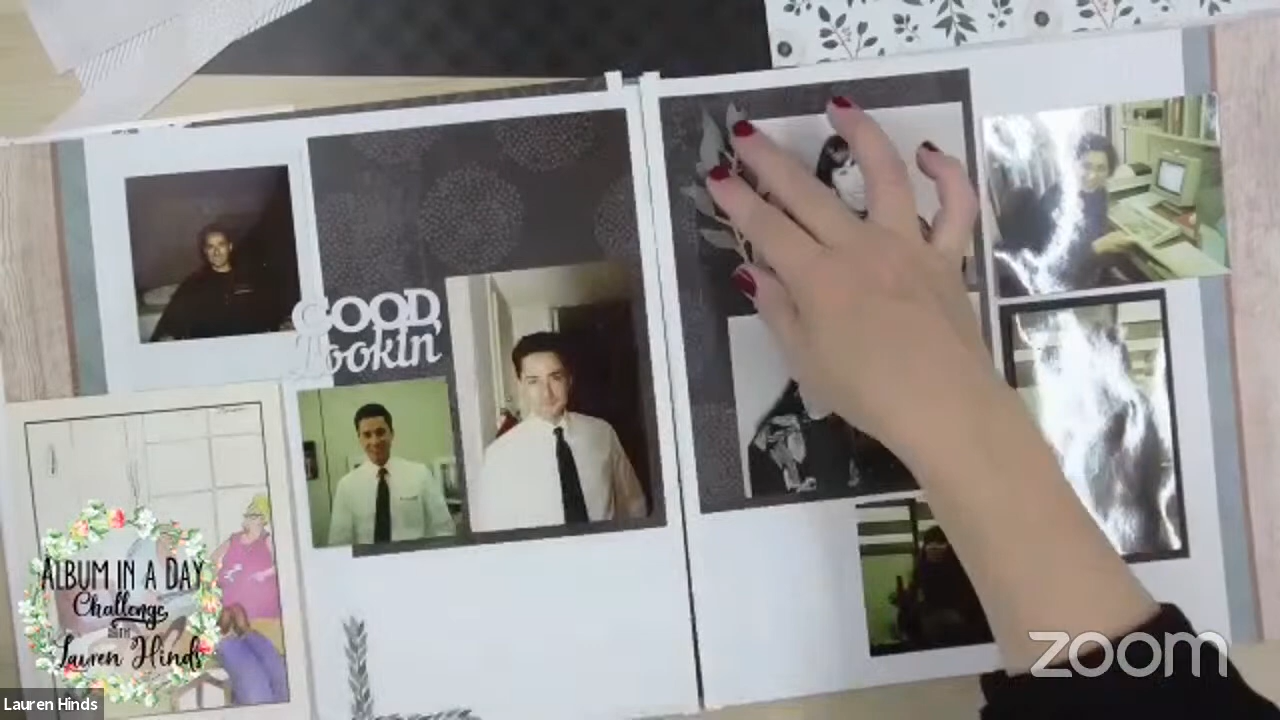 GOOD
Lookin
ALBUM IN A DAY
Challenge
WITH
Lauren Hinds
zoom
Lauren Hinds